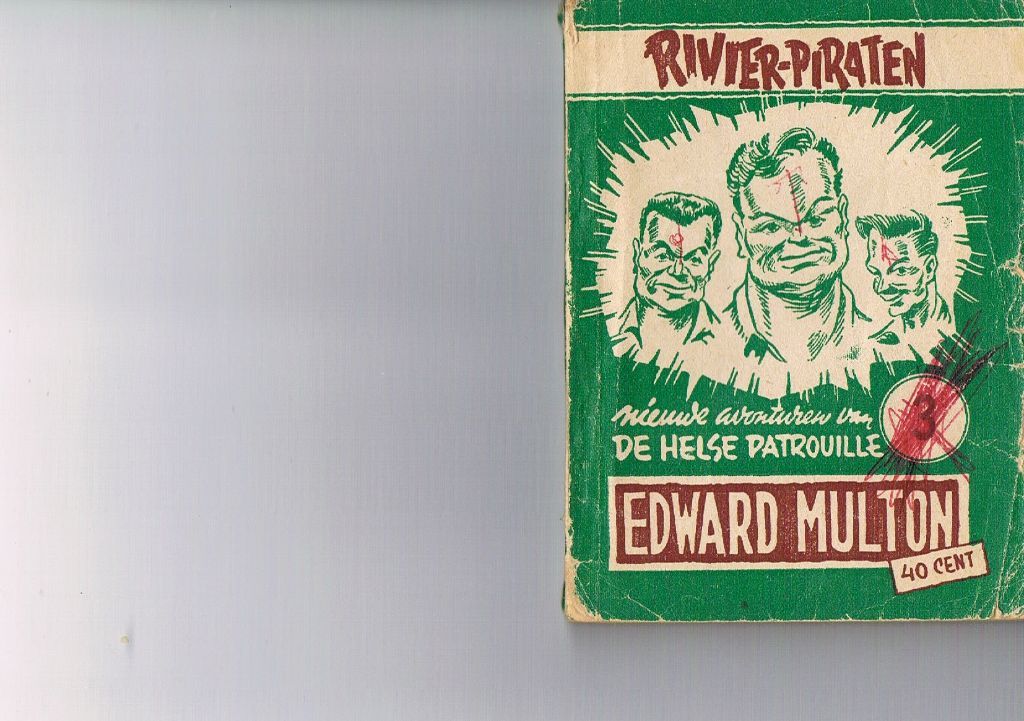 RIVIER-PIRATEN
nieuwe avonturen van
DE HELSE PATROUILLE
3
EDWARD MULTON
40 CENT